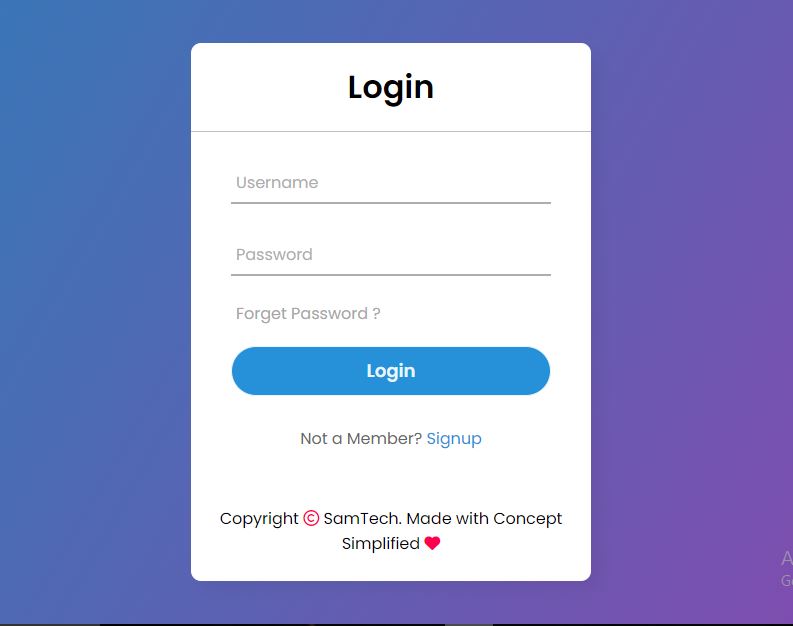 Login
Username
Password
Forget Password ?
Login
Not a Member? Signup
Copyright © SamTech. Made with Concept
Simplified ❤